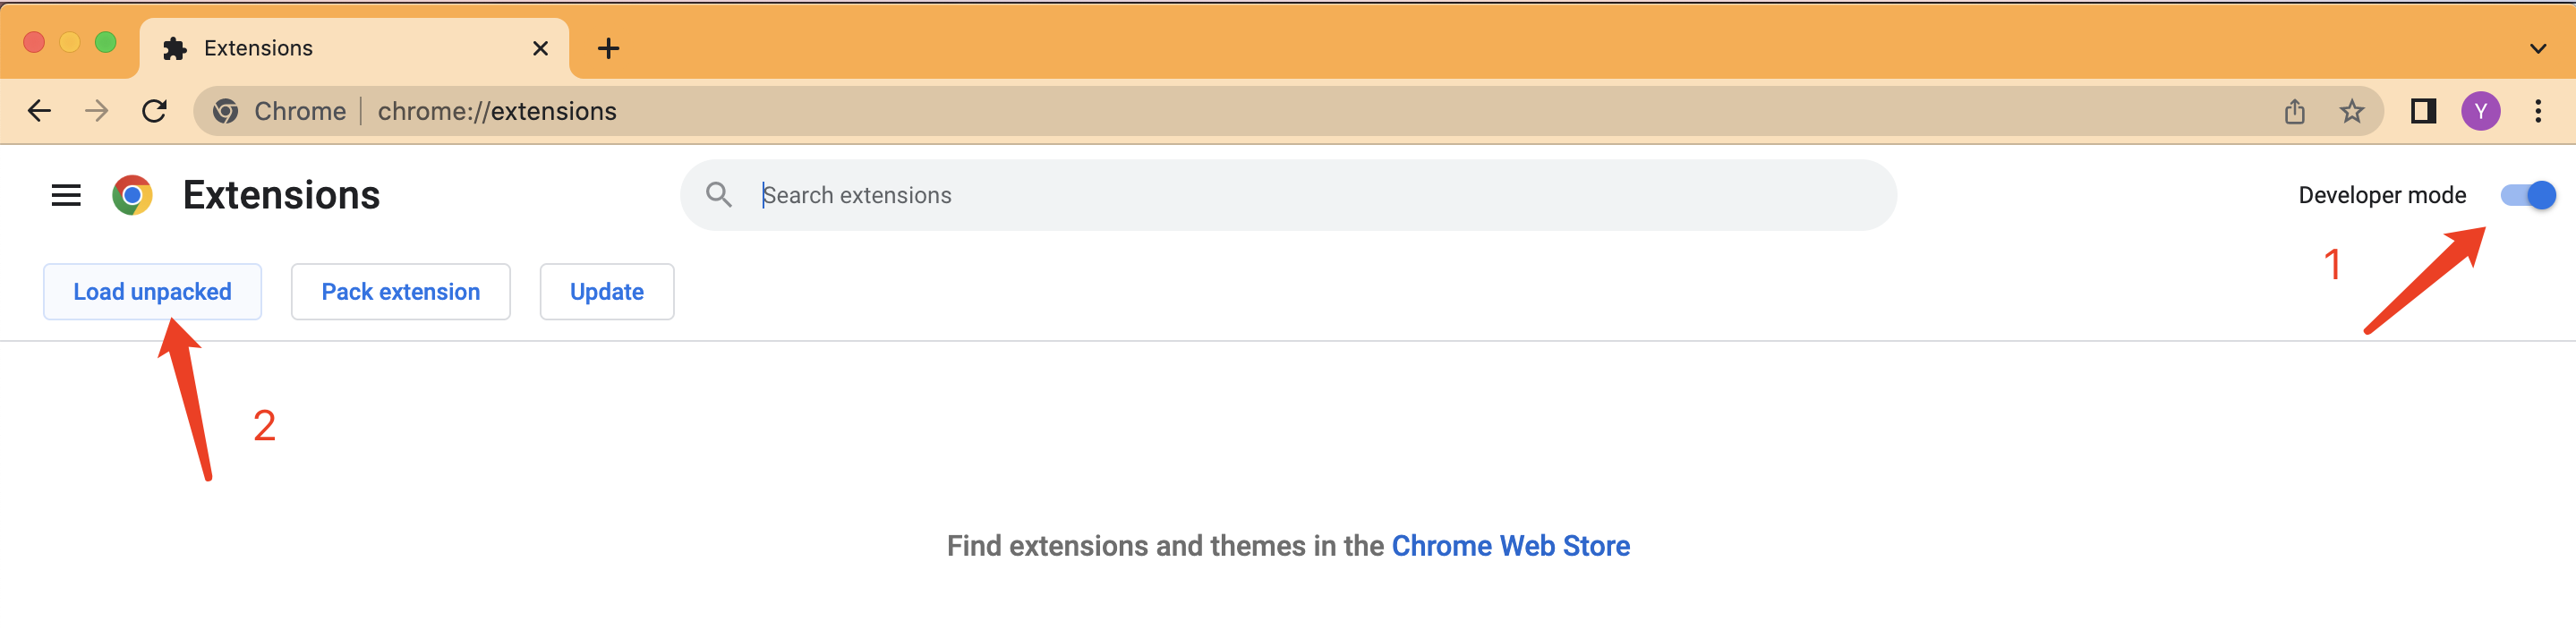 Extensions
Chrome | chrome://extensions
Y
Extensions
Search extensions
Developer mode
1
Load unpacked
Pack extension
Update
2
Find extensions and themes in the Chrome Web Store